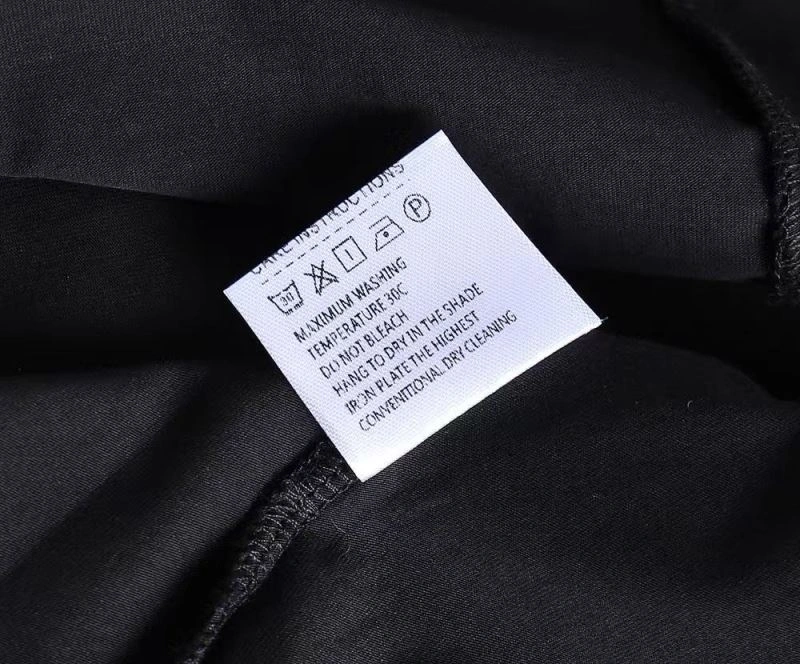 CARE INSTRUCTIONS
30 P
MAXIMUM WASHING
TEMPERATURE 30C
DO NOT BLEACH
HANG TO DRY IN THE SHADE
IRON PLATE THE HIGHEST
CONVENTIONAL DRY CLEANING